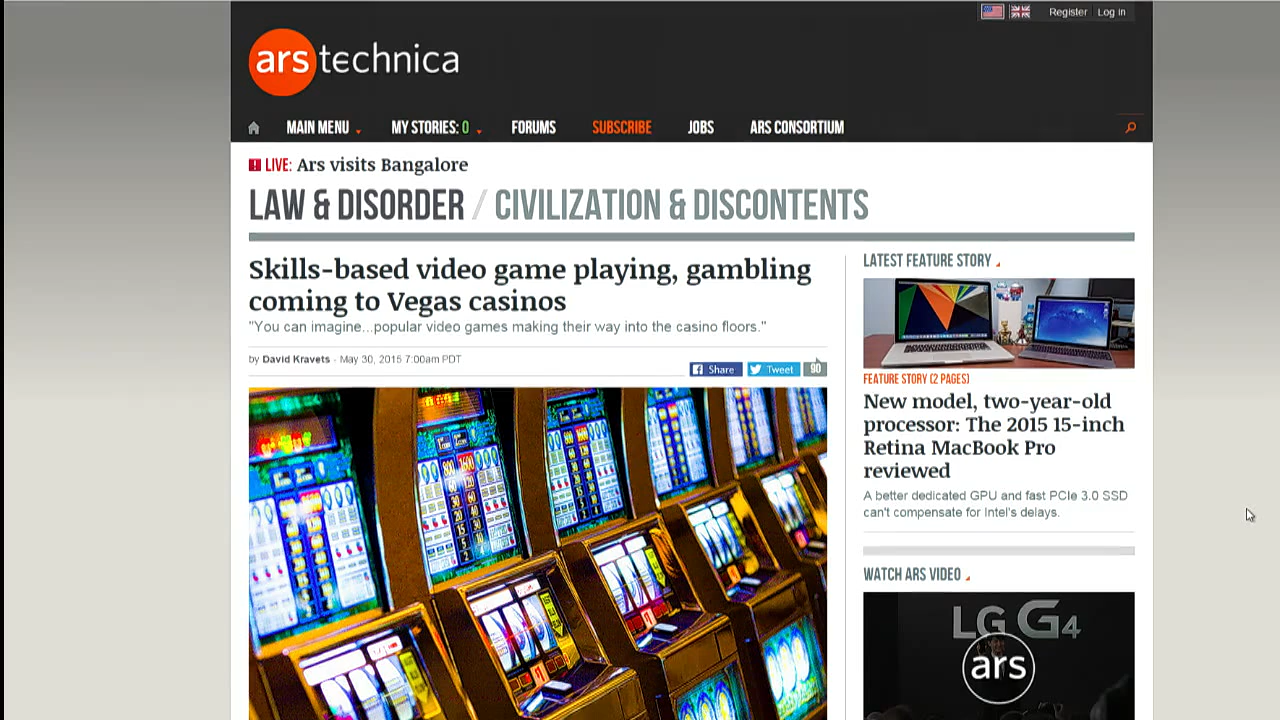 Register Log in
ars technica
MAIN MENU MY STORIES: 0 FORUMS SUBSCRIBE JOBS ARS CONSORTIUM
LIVE: Ars visits Bangalore
LAW & DISORDER / CIVILIZATION & DISCONTENTS
Skills-based video game playing, gambling
coming to Vegas casinos
"You can imagine...popular video games making their way into the casino floors."
by David Kravets - May 30, 2015 7:00am PDT
Share Tweet 90
LATEST FEATURE STORY
FEATURE STORY (2 PAGES)
New model, two-year-old
processor: The 2015 15-inch
Retina MacBook Pro
reviewed
A better dedicated GPU and fast PCIe 3.0 SSD
can't compensate for Intel's delays.
WATCH ARS VIDEO
LG G4
ars